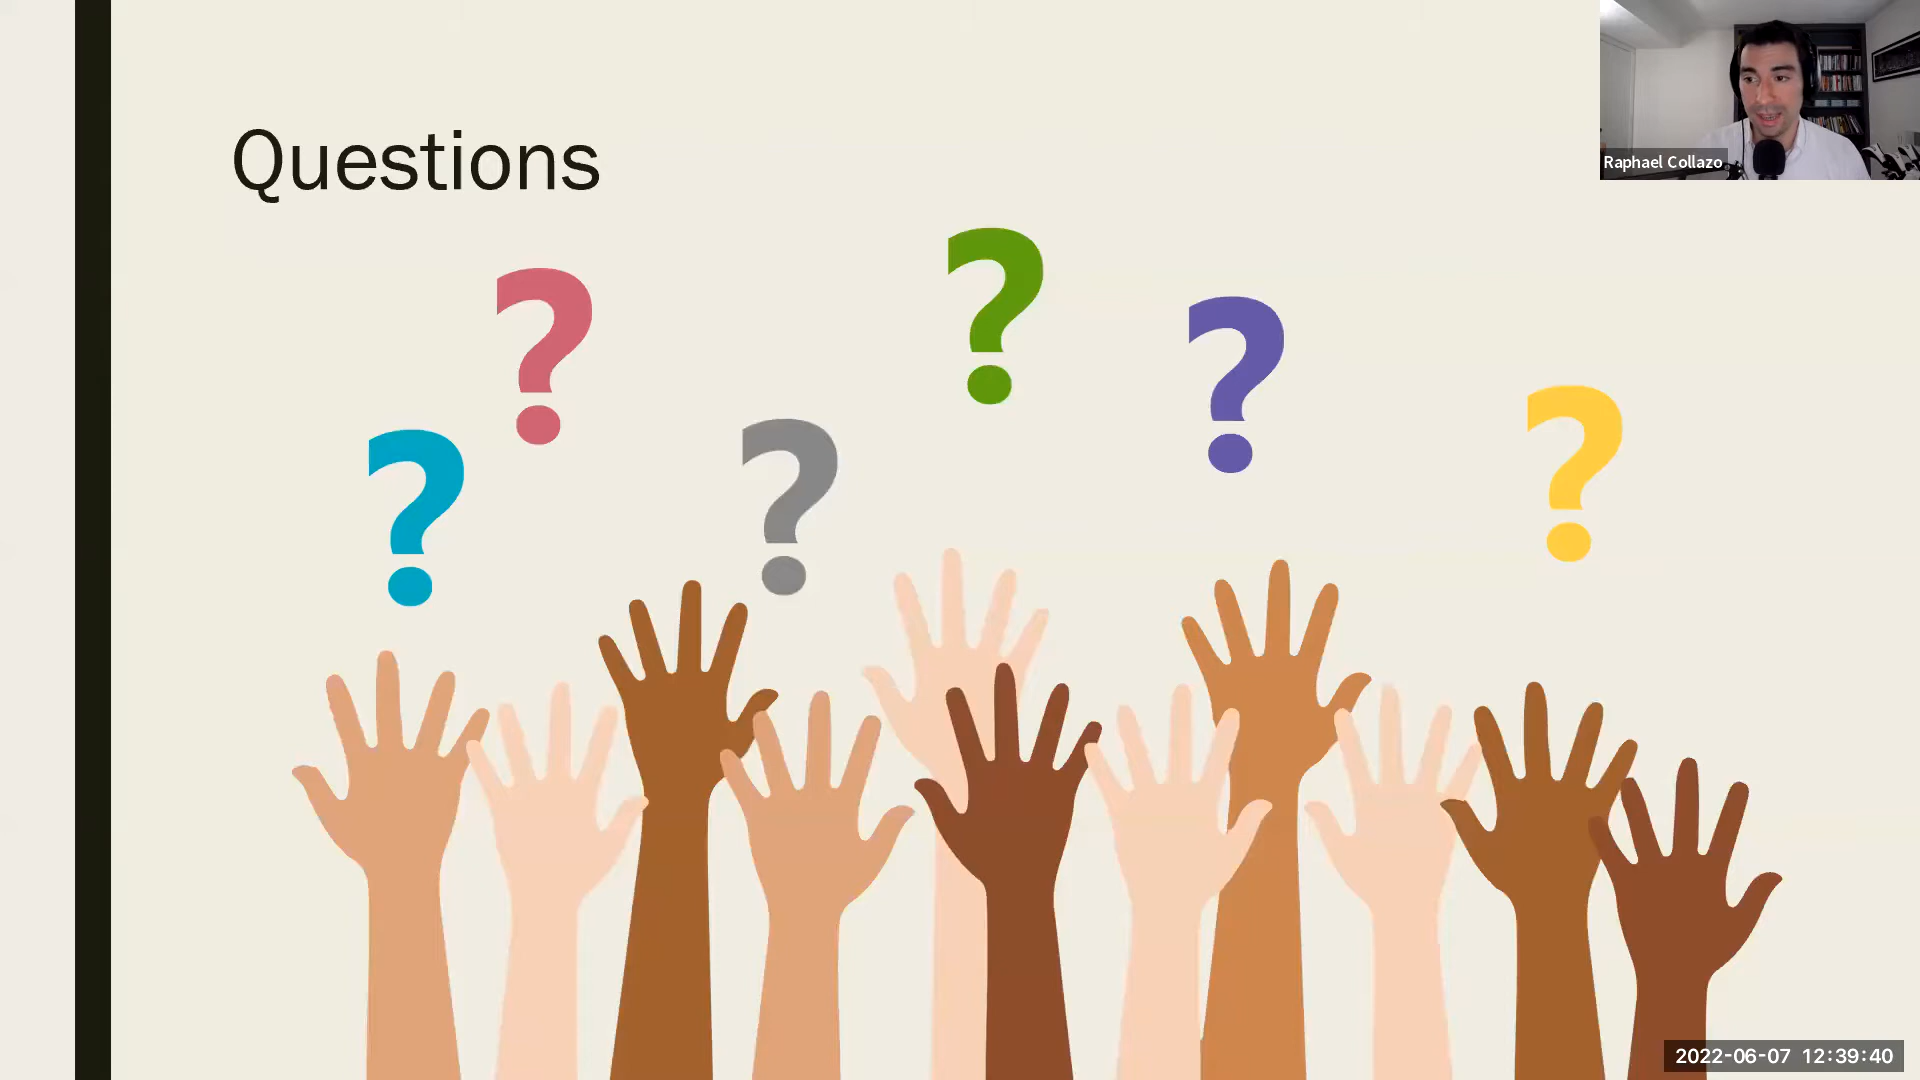 Questions
Raphael Collazo
? ? ? ? ? ?
2022-06-07 12:39:40